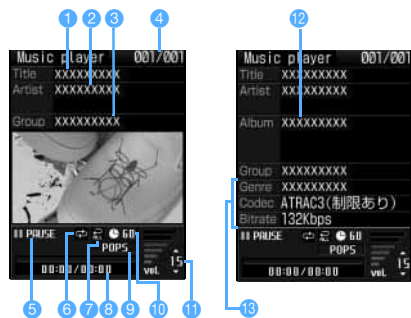 ① ② ③ ④
Music player 001/001
Title XXXXXXXXX
Artist XXXXXXXXX
Group XXXXXXXXX
PAUSE 60
POPS
00:00/00:00
VOL. 15
⑤ ⑥ ⑦ ⑧ ⑨ ⑩ ⑪
⑫
Music player 001/001
Title XXXXXXXXX
Artist XXXXXXXXX
Album XXXXXXXXX
Group XXXXXXXXX
Genre XXXXXXXXX
Codec ATRAC3(制限あり)
Bitrate 132Kbps
PAUSE 60
POPS
00:00/00:00
VOL. 15
⑬